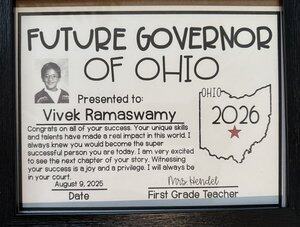 FUTURE GOVERNOR
OF OHIO
Presented to:
Vivek Ramaswamy
OHIO
2026
Congrats on all of your success. Your unique skills
and talents have made a real impact in this world. I
always knew you would become the super
successful person you are today. I am very excited
to see the next chapter of your story. Witnessing
your success is a joy and a privilege. I will always be
in your court.
August 9, 2025
Mrs. Hendel
Date
First Grade Teacher